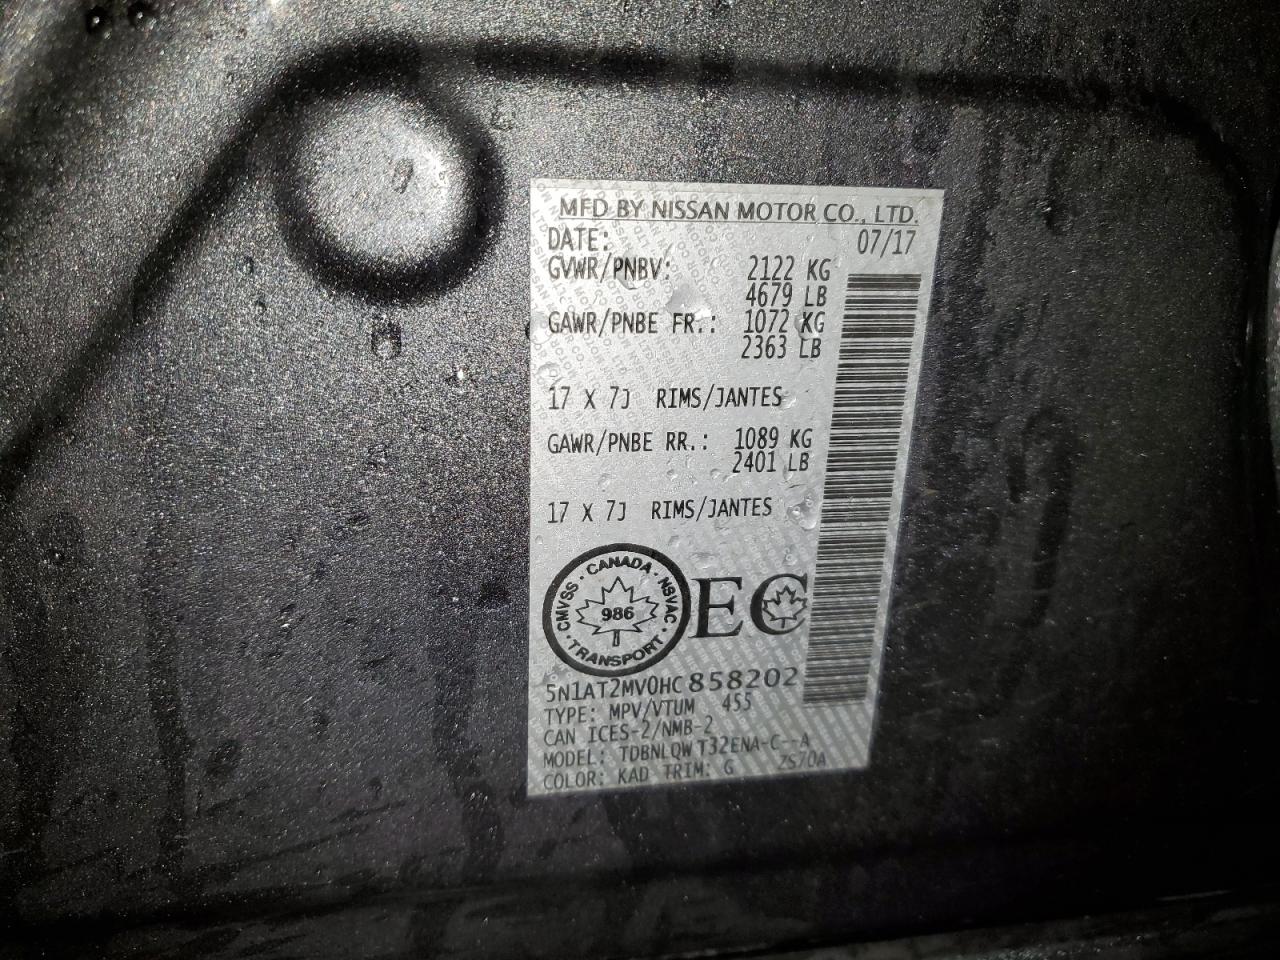 MFD BY NISSAN MOTOR CO., LTD.
DATE: 07/17
GVWR/PNBV: 2122 KG
4679 LB
GAWR/PNBE FR.: 1072 KG
2363 LB
17 X 7J RIMS/JANTES
GAWR/PNBE RR.: 1089 KG
2401 LB
17 X 7J RIMS/JANTES
CANADA · NSVAC · TRANSPORT · CMVSS ·
986
EC
5N1AT2MV0HC858202
TYPE: MPV/VTUM 455
CAN ICES-2/NMB-2
MODEL: TDBNLQW T32ENA-C--A
COLOR: KAD TRIM: G ZS70A